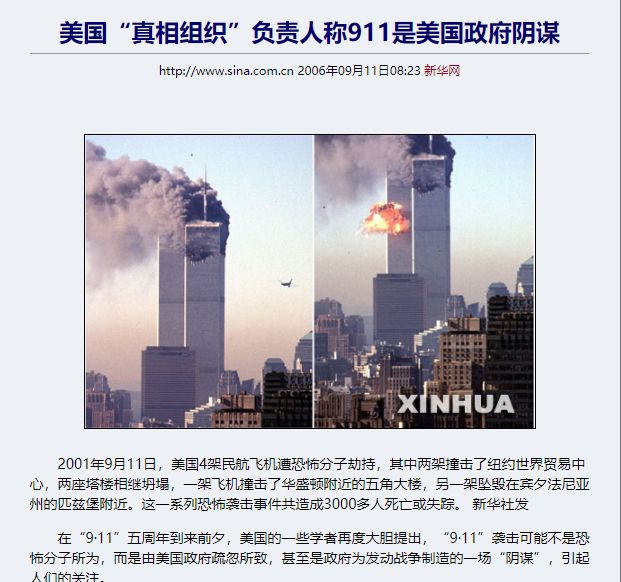 美国“真相组织”负责人称911是美国政府阴谋
http://www.sina.com.cn 2006年09月11日08:23 新华网
XINHUA
2001年9月11日，美国4架民航飞机遭恐怖分子劫持，其中两架撞击了纽约世界贸易中
心，两座塔楼相继坍塌，一架飞机撞击了华盛顿附近的五角大楼，另一架坠毁在宾夕法尼亚
州的匹兹堡附近。这一系列恐怖袭击事件共造成3000多人死亡或失踪。 新华社发
在“9·11”五周年到来前夕，美国的一些学者再度大胆提出，“9·11”袭击可能不是恐
怖分子所为，而是由美国政府疏忽所致，甚至是政府为发动战争制造的一场“阴谋”，引起
人们的关注。